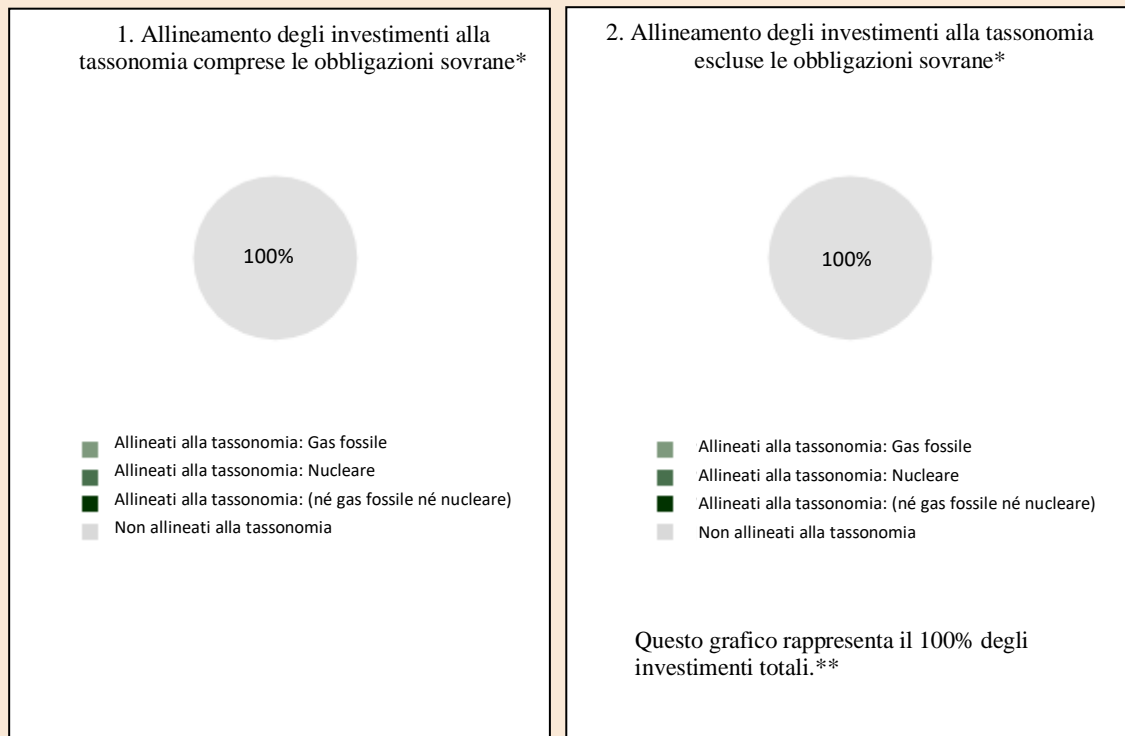 1. Allineamento degli investimenti alla
tassonomia comprese le obbligazioni sovrane*
100%
Allineati alla tassonomia: Gas fossile
Allineati alla tassonomia: Nucleare
Allineati alla tassonomia: (né gas fossile né nucleare)
Non allineati alla tassonomia
2. Allineamento degli investimenti alla tassonomia
escluse le obbligazioni sovrane*
100%
Allineati alla tassonomia: Gas fossile
Allineati alla tassonomia: Nucleare
Allineati alla tassonomia: (né gas fossile né nucleare)
Non allineati alla tassonomia
Questo grafico rappresenta il 100% degli
investimenti totali.**